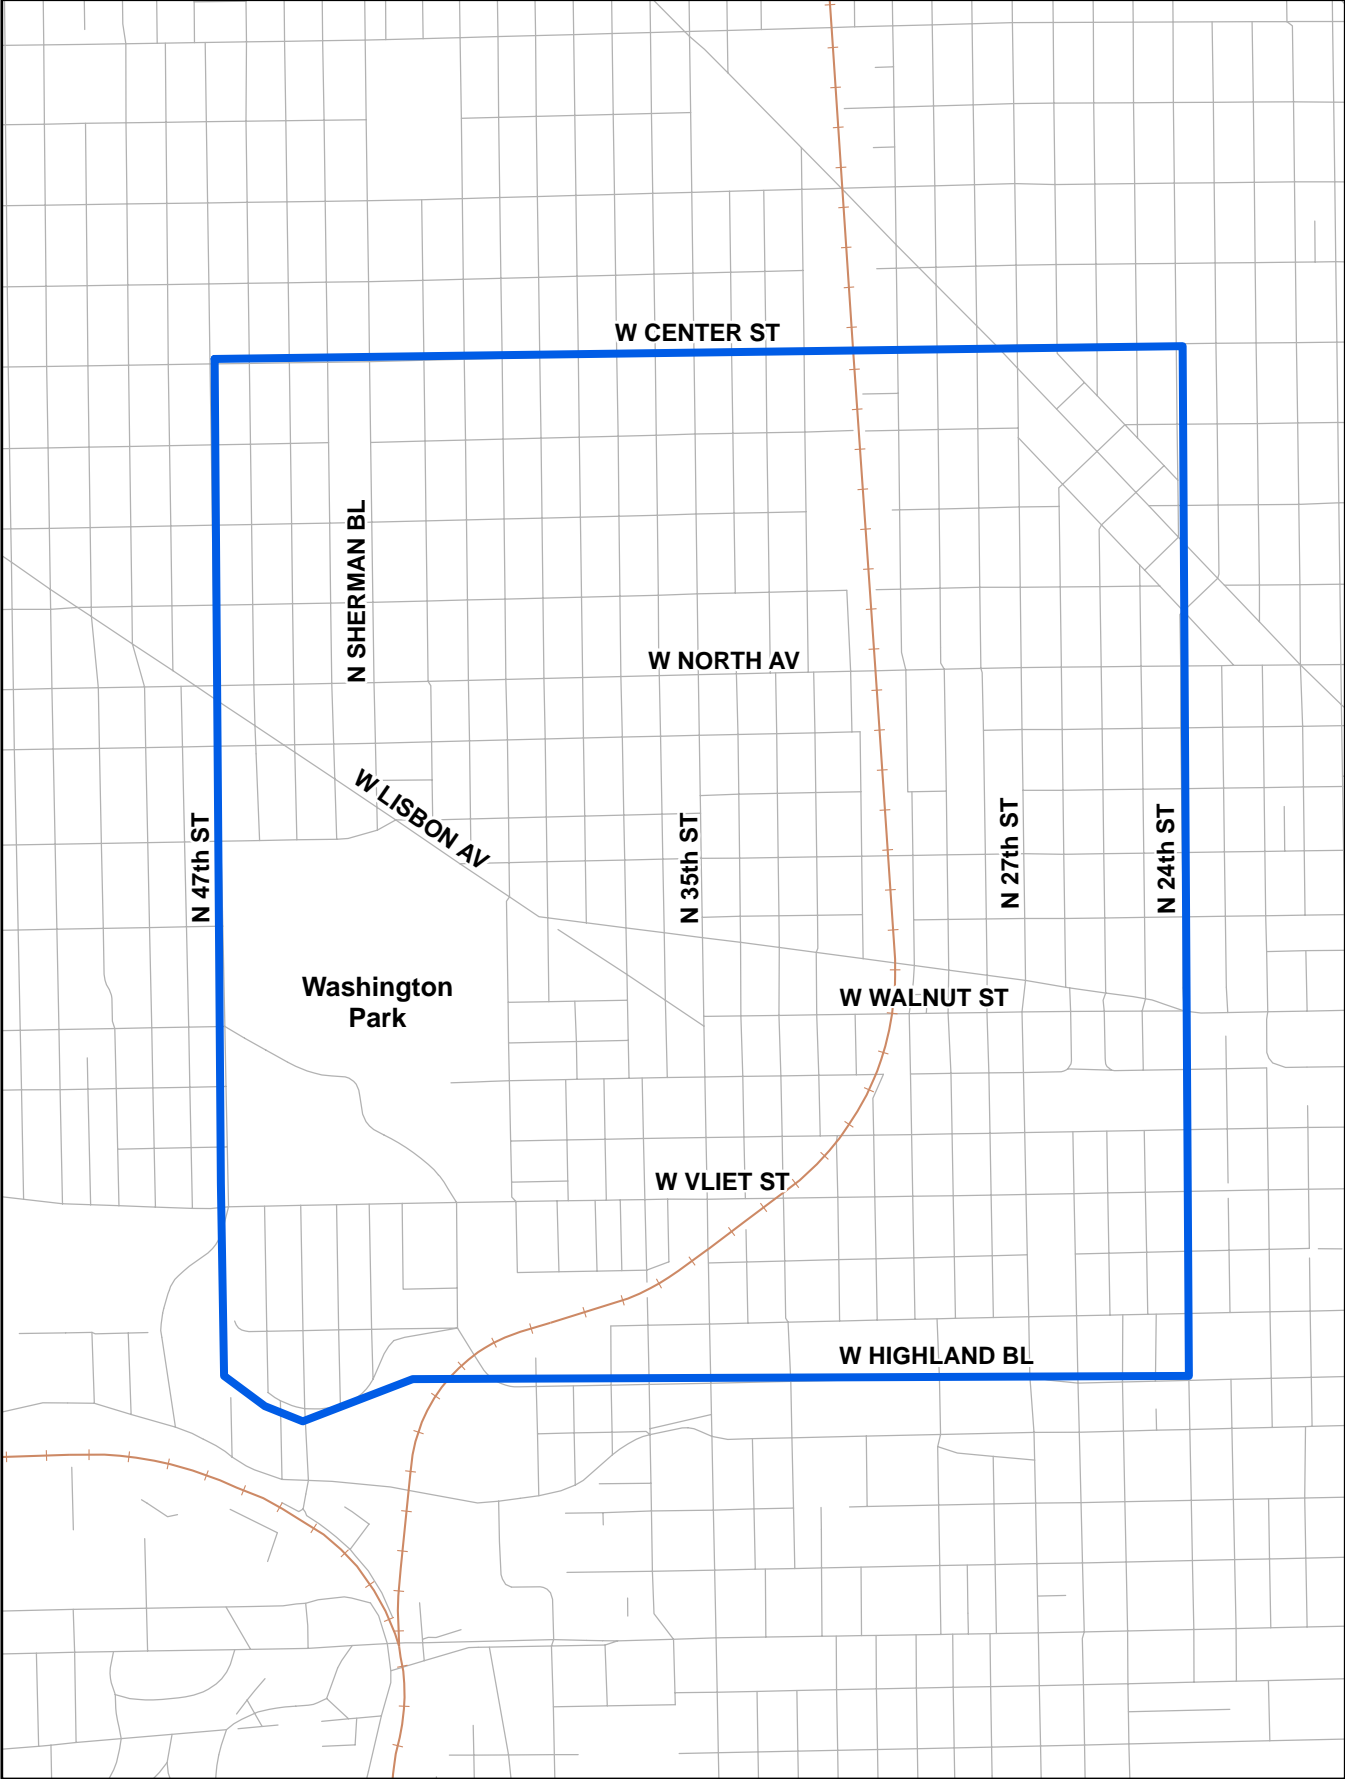 W CENTER ST
N SHERMAN BL
W NORTH AV
W LISBON AV
N 47th ST
N 35th ST
N 27th ST
N 24th ST
Washington
Park
W WALNUT ST
W VLIET ST
W HIGHLAND BL